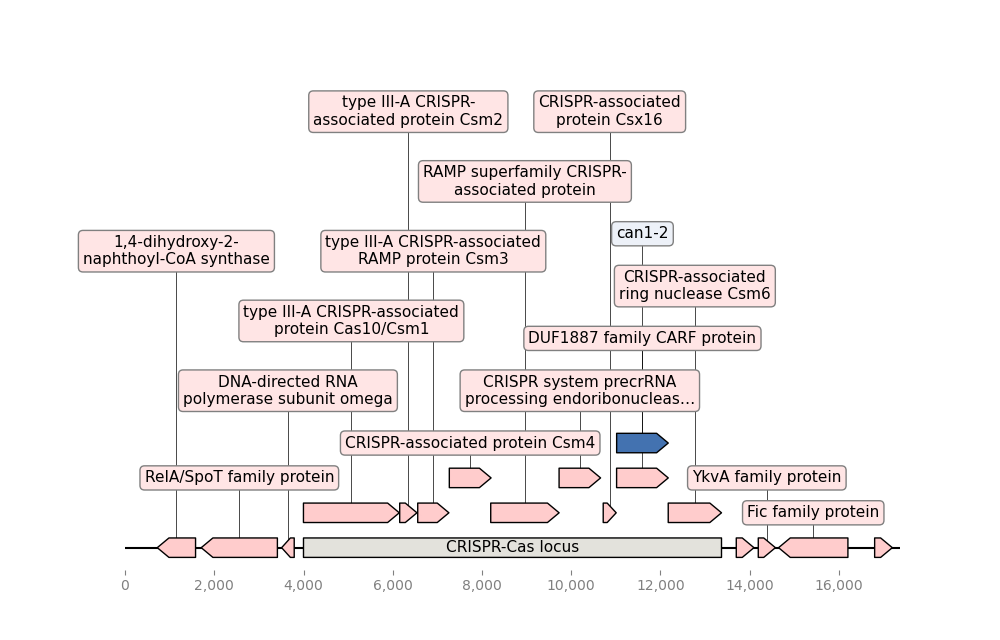 type III-A CRISPR-
associated protein Csm2
CRISPR-associated
protein Csx16
RAMP superfamily CRISPR-
associated protein
can1-2
1,4-dihydroxy-2-
naphthoyl-CoA synthase
type III-A CRISPR-associated
RAMP protein Csm3
CRISPR-associated
ring nuclease Csm6
type III-A CRISPR-associated
protein Cas10/Csm1
DUF1887 family CARF protein
DNA-directed RNA
polymerase subunit omega
CRISPR system precrRNA
processing endoribonucleas...
CRISPR-associated protein Csm4
RelA/SpoT family protein
YkvA family protein
Fic family protein
CRISPR-Cas locus
0 2,000 4,000 6,000 8,000 10,000 12,000 14,000 16,000